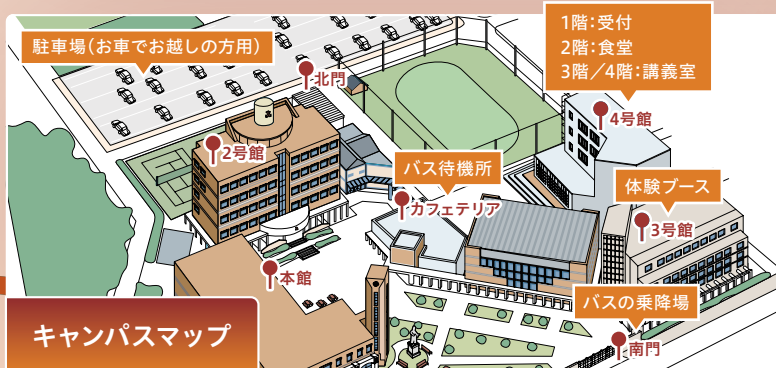 駐車場（お車でお越しの方用）
1階：受付
2階：食堂
3階／4階：講義室
北門
4号館
2号館
バス待機所
体験ブース
カフェテリア
3号館
本館
バスの乗降場
キャンパスマップ
南門